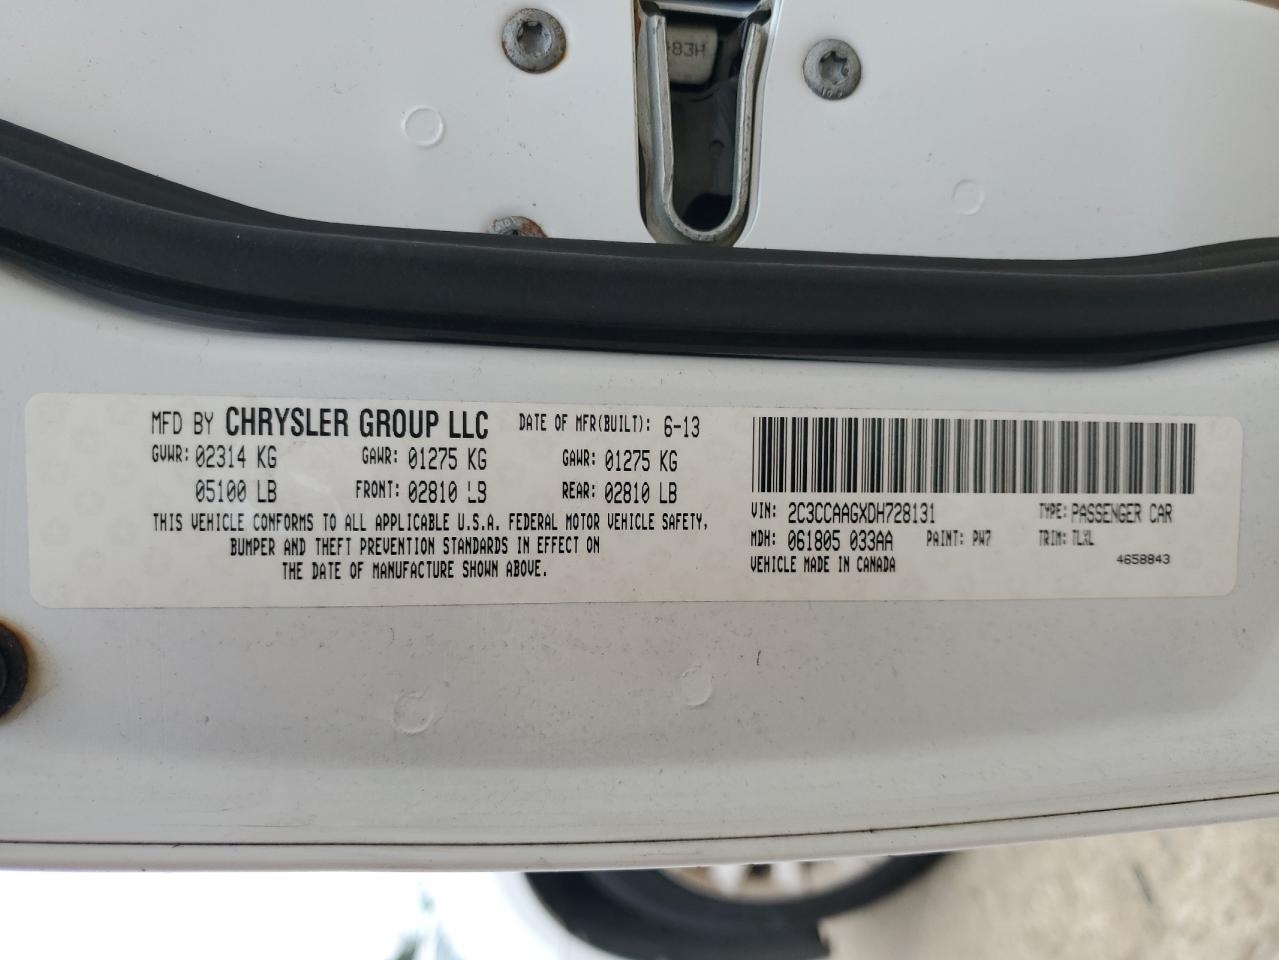 83H
MFD BY CHRYSLER GROUP LLC DATE OF MFR(BUILT): 6-13
GVWR: 02314 KG GAWR: 01275 KG GAWR: 01275 KG
05100 LB FRONT: 02810 LB REAR: 02810 LB
THIS VEHICLE CONFORMS TO ALL APPLICABLE U.S.A. FEDERAL MOTOR VEHICLE SAFETY,
BUMPER AND THEFT PREVENTION STANDARDS IN EFFECT ON
THE DATE OF MANUFACTURE SHOWN ABOVE.
VIN: 2C3CCAAGXDH728131 TYPE: PASSENGER CAR
MDH: 061805 033AA PAINT: PW7 TRIM: TLXL
VEHICLE MADE IN CANADA 4658843